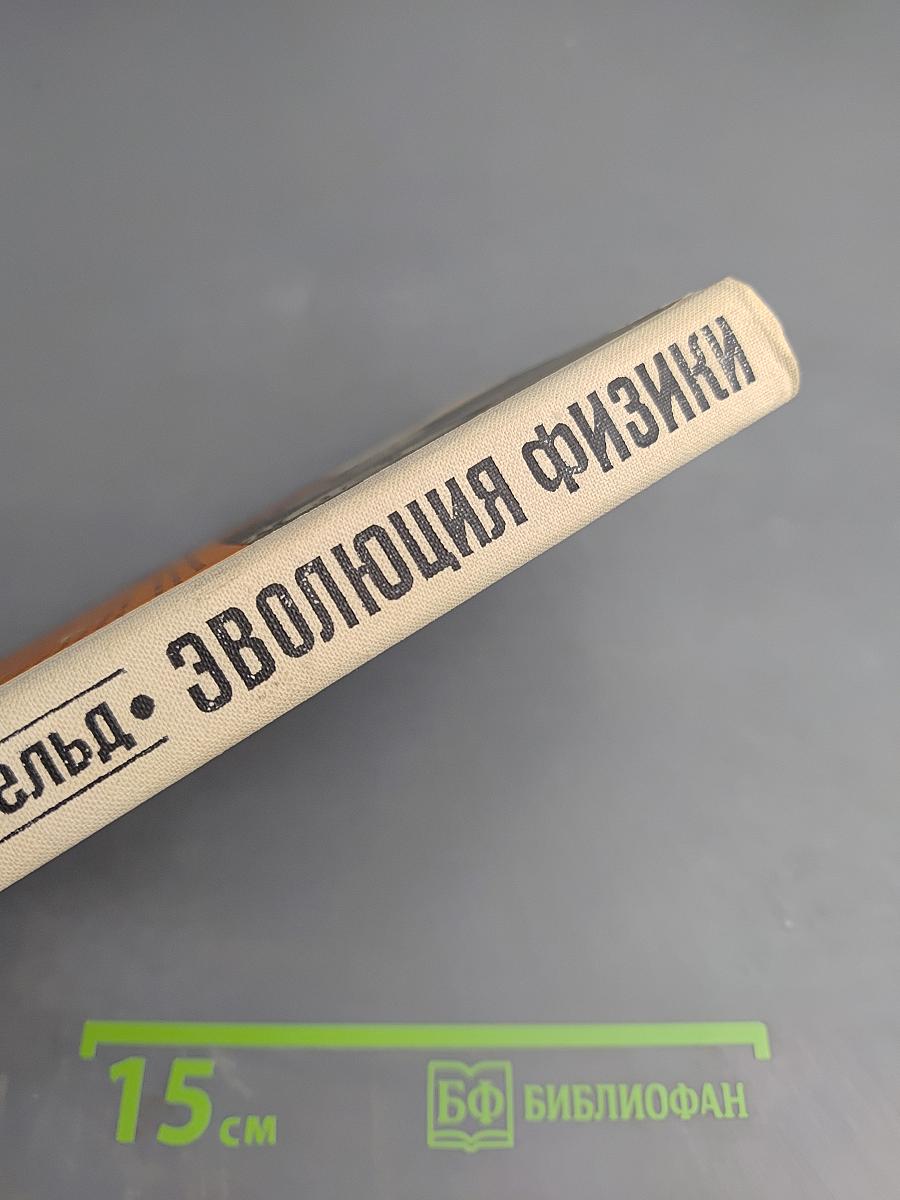 ельд • ЭВОЛЮЦИЯ ФИЗИКИ
15 см
БФ БИБЛИОФАН